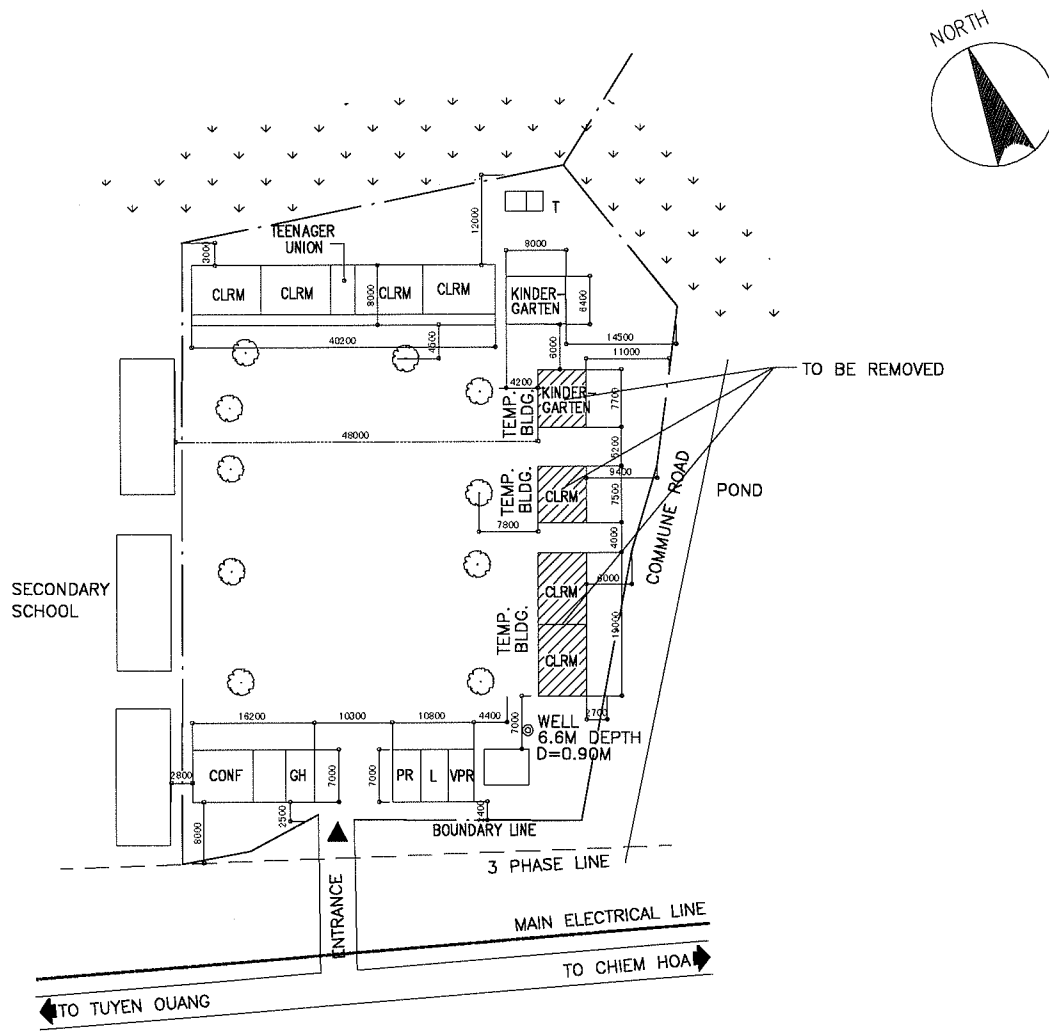 NORTH
T
12000
TEENAGER
UNION
3000
9000
CLRM
CLRM
CLRM
CLRM
8000
KINDER-
GARTEN
6400
40200
4500
6000
14500
11000
TO BE REMOVED
4200
KINDER-
GARTEN
7700
TEMP.
BLDG.
48000
5200
9400
TEMP.
BLDG.
CLRM
7500
COMMUNE ROAD
POND
7800
4000
SECONDARY
SCHOOL
CLRM
6000
TEMP.
BLDG.
19000
CLRM
16200
10300
10800
4400
7000
2700
WELL
6.6M DEPTH
D=0.90M
2800
CONF
GH
7000
7000
PR
L
VPR
2500
2400
8000
BOUNDARY LINE
3 PHASE LINE
ENTRANCE
MAIN ELECTRICAL LINE
TO CHIEM HOA
TO TUYEN QUANG